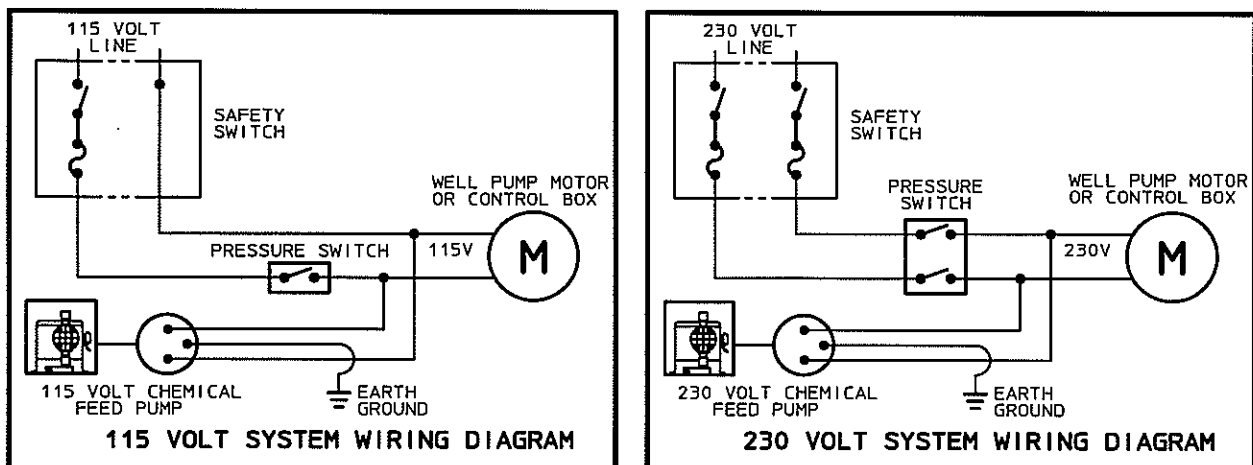 115 VOLT
LINE
SAFETY
SWITCH
WELL PUMP MOTOR
OR CONTROL BOX
PRESSURE SWITCH
115V
M
115 VOLT CHEMICAL
FEED PUMP
EARTH
GROUND
115 VOLT SYSTEM WIRING DIAGRAM
230 VOLT
LINE
SAFETY
SWITCH
PRESSURE
SWITCH
WELL PUMP MOTOR
OR CONTROL BOX
230V
M
230 VOLT CHEMICAL
FEED PUMP
EARTH
GROUND
230 VOLT SYSTEM WIRING DIAGRAM